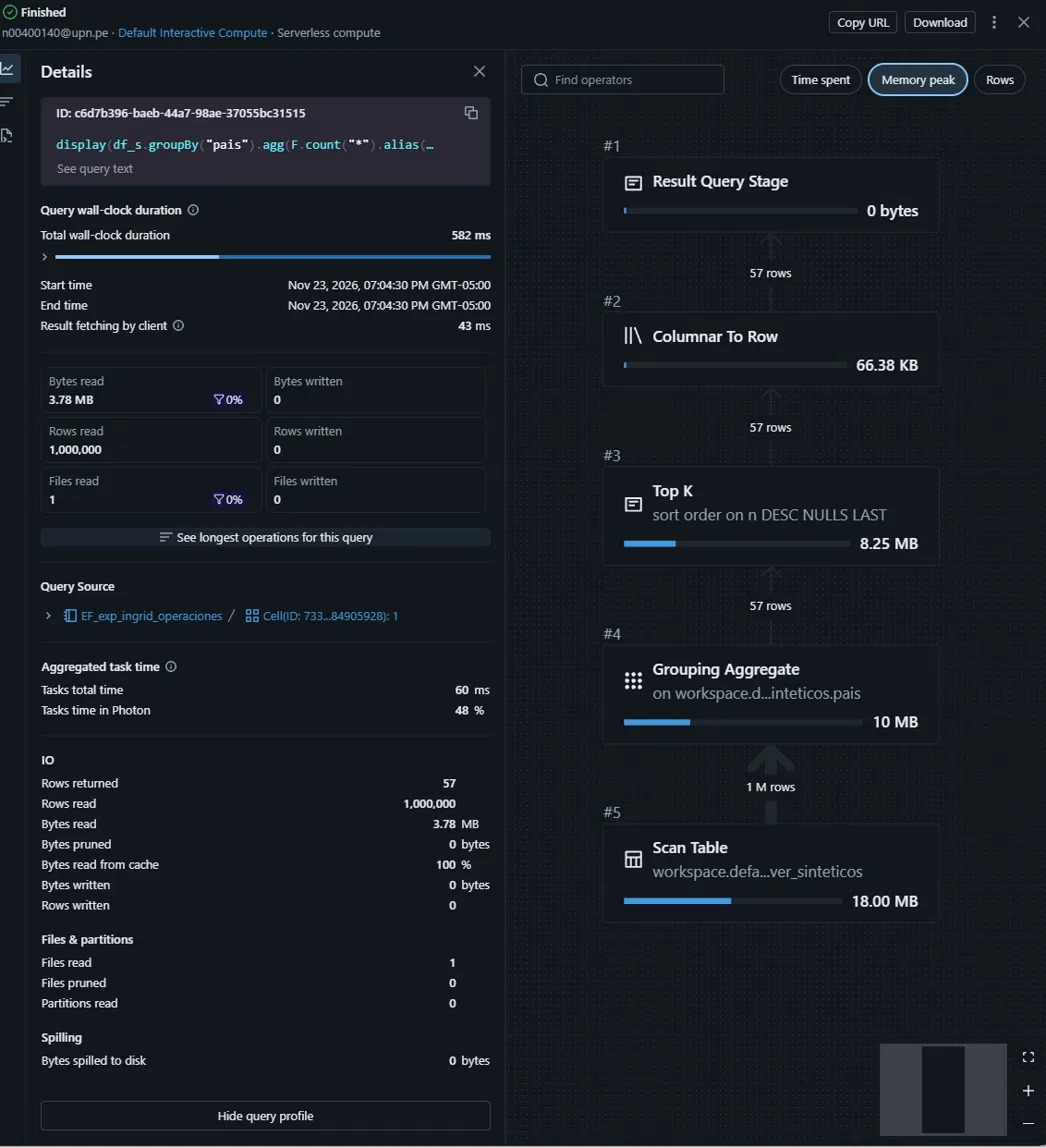 Finished
n00400140@upn.pe · Default Interactive Compute · Serverless compute
Copy URL
Download
Details
ID: c6d7b396-baeb-44a7-98ae-37055bc31515
display(df_s.groupBy("pais").agg(F.count("*").alias(…
See query text
Query wall-clock duration
Total wall-clock duration 582 ms
Start time Nov 23, 2026, 07:04:30 PM GMT-05:00
End time Nov 23, 2026, 07:04:30 PM GMT-05:00
Result fetching by client 43 ms
Bytes read
3.78 MB 0%
Bytes written
0
Rows read
1,000,000
Rows written
0
Files read
1 0%
Files written
0
See longest operations for this query
Query Source
EF_exp_ingrid_operaciones / Cell(ID: 733...84905928): 1
Aggregated task time
Tasks total time 60 ms
Tasks time in Photon 48 %
IO
Rows returned 57
Rows read 1,000,000
Bytes read 3.78 MB
Bytes pruned 0 bytes
Bytes read from cache 100 %
Bytes written 0 bytes
Rows written 0
Files & partitions
Files read 1
Files pruned 0
Partitions read 0
Spilling
Bytes spilled to disk 0 bytes
Hide query profile
Find operators
Time spent
Memory peak
Rows
#1
Result Query Stage
0 bytes
57 rows
#2
Columnar To Row
66.38 KB
57 rows
#3
Top K
sort order on n DESC NULLS LAST
8.25 MB
57 rows
#4
Grouping Aggregate
on workspace.d...inteticos.pais
10 MB
1 M rows
#5
Scan Table
workspace.defa...ver_sinteticos
18.00 MB